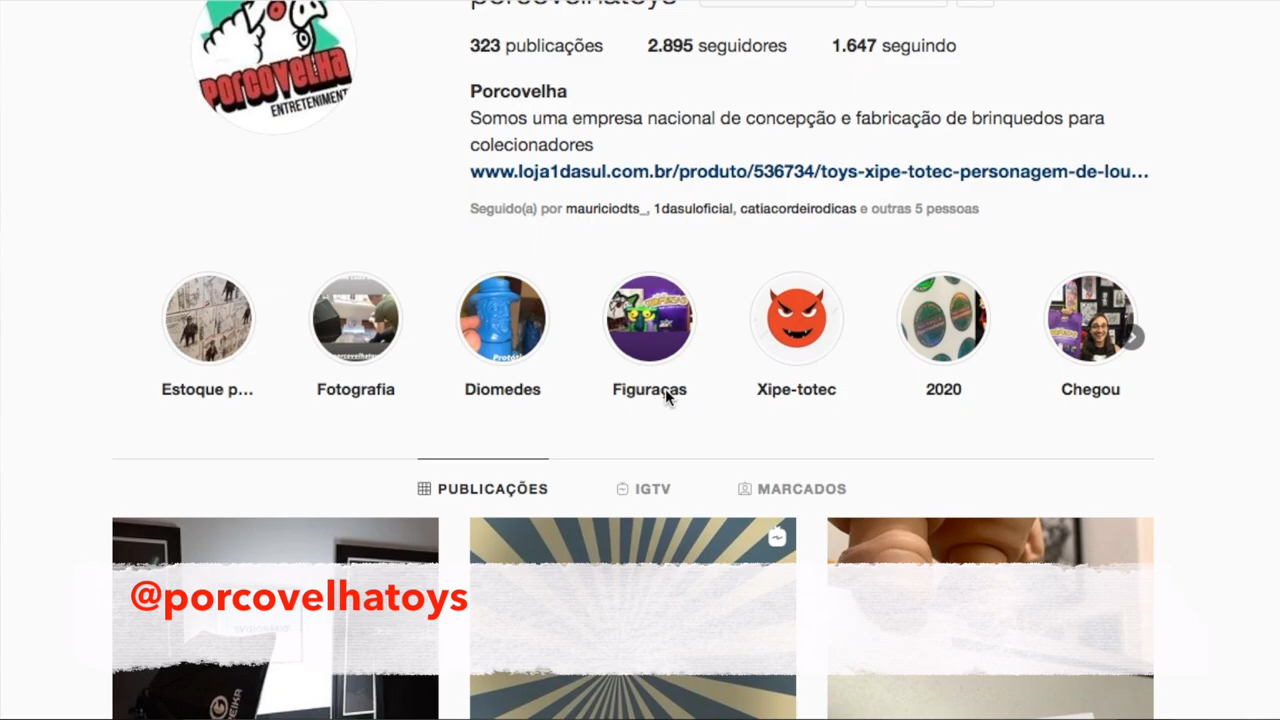 porcovelhatoys
323 publicações 2.895 seguidores 1.647 seguindo
PORCOVELHA
ENTRETENIMENT
Porcovelha
Somos uma empresa nacional de concepção e fabricação de brinquedos para
colecionadores
www.loja1dasul.com.br/produto/536734/toys-xipe-totec-personagem-de-lou...
Seguido(a) por mauriciodts_, 1dasuloficial, catiacordeirodicas e outras 5 pessoas
Estoque p... Fotografia Diomedes Figuraças Xipe-totec 2020 Chegou
PUBLICAÇÕES IGTV MARCADOS
@porcovelhatoys